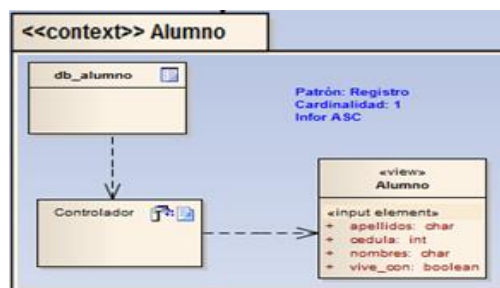 <<context>> Alumno
db_alumno
Patrón: Registro
Cardinalidad: 1
Infor ASC
Controlador
«view»
Alumno
«input element»
+ apellidos: char
+ cedula: int
+ nombres: char
+ vive_con: boolean